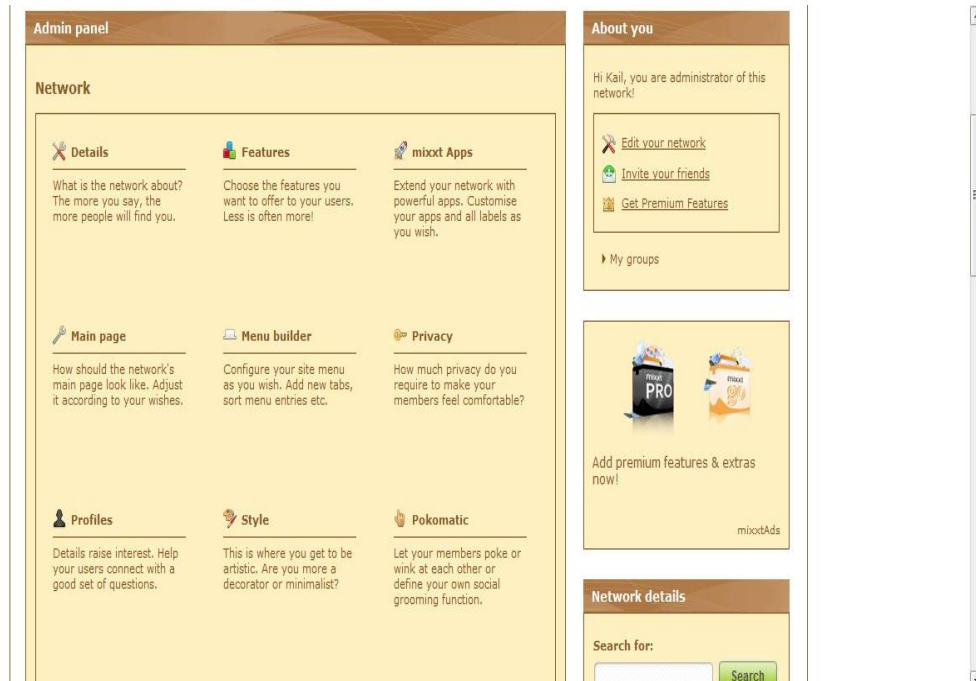 Admin panel
Network
Details
What is the network about?
The more you say, the
more people will find you.
Features
Choose the features you
want to offer to your users.
Less is often more!
mixxt Apps
Extend your network with
powerful apps. Customise
your apps and all labels as
you wish.
Main page
How should the network's
main page look like. Adjust
it according to your wishes.
Menu builder
Configure your site menu
as you wish. Add new tabs,
sort menu entries etc.
Privacy
How much privacy do you
require to make your
members feel comfortable?
Profiles
Details raise interest. Help
your users connect with a
good set of questions.
Style
This is where you get to be
artistic. Are you more a
decorator or minimalist?
Pokomatic
Let your members poke or
wink at each other or
define your own social
grooming function.
About you
Hi Kail, you are administrator of this
network!
Edit your network
Invite your friends
Get Premium Features
My groups
mixxt
PRO
mixxt
Add premium features & extras
now!
mixxtAds
Network details
Search for:
Search